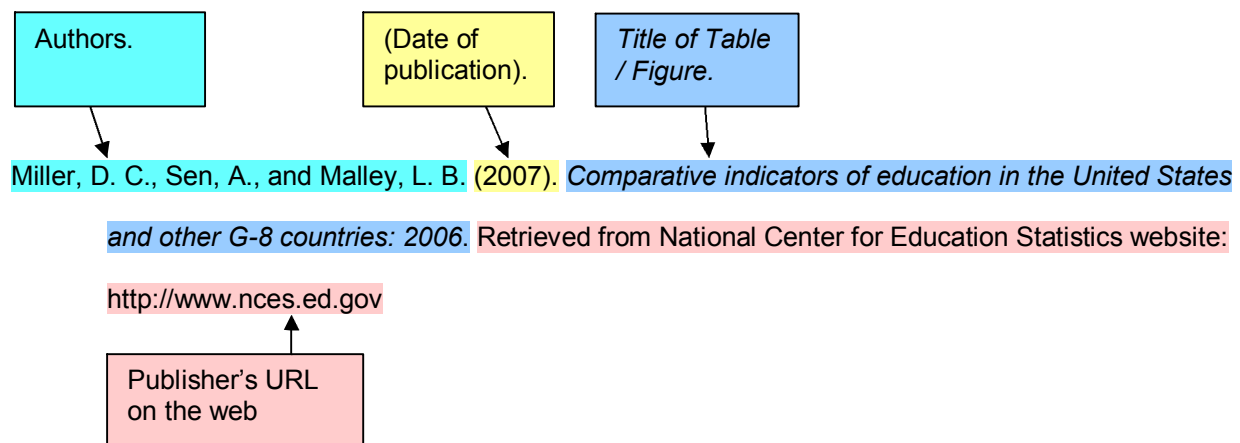 Authors.
(Date of
publication).
Title of Table
/ Figure.
Miller, D. C., Sen, A., and Malley, L. B. (2007). Comparative indicators of education in the United States
and other G-8 countries: 2006. Retrieved from National Center for Education Statistics website:
http://www.nces.ed.gov
Publisher’s URL
on the web